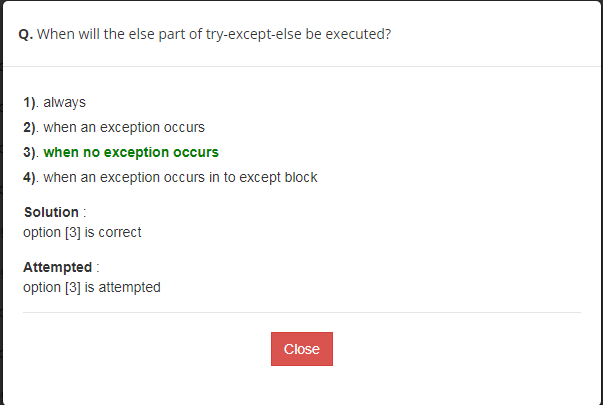 Q. When will the else part of try-except-else be executed?
1). always
2). when an exception occurs
3). when no exception occurs
4). when an exception occurs in to except block
Solution :
option [3] is correct
Attempted :
option [3] is attempted
Close